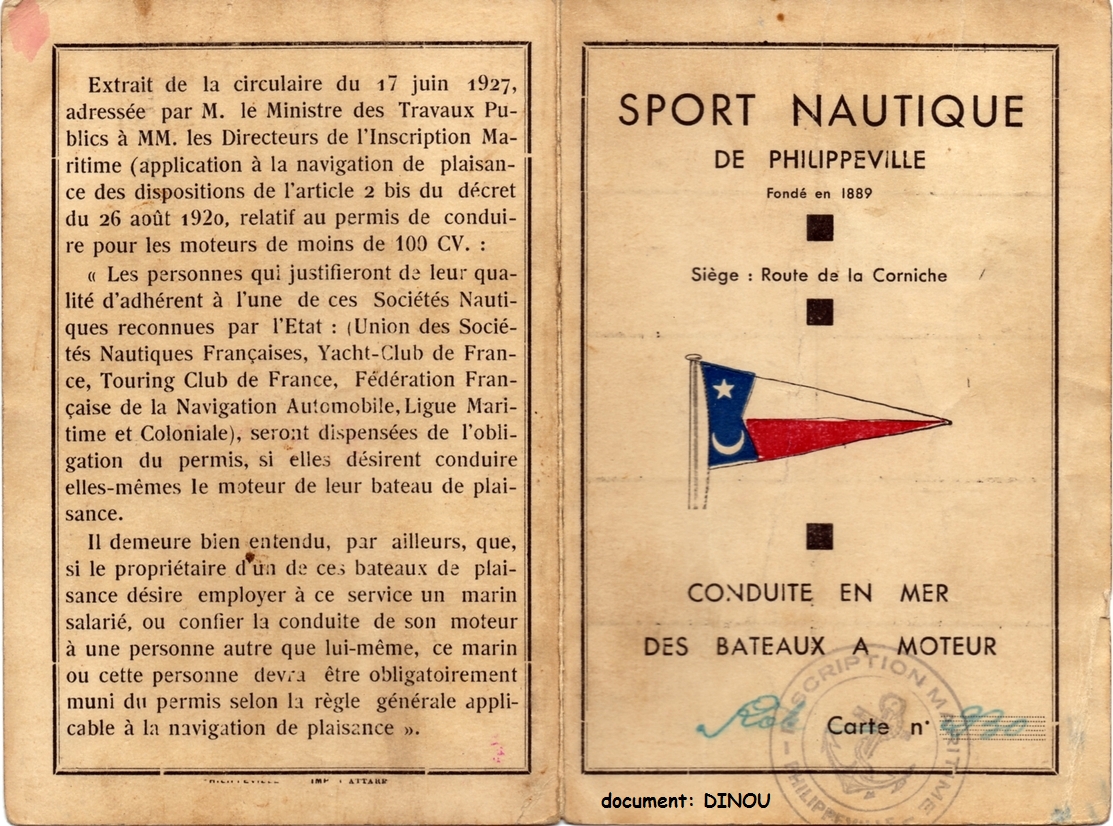 Extrait de la circulaire du 17 juin 1927,
adressée par M. le Ministre des Travaux Pu-
blics à MM. les Directeurs de l'Inscription Ma-
ritime (application à la navigation de plaisan-
ce des dispositions de l'article 2 bis du décret
du 26 août 1920, relatif au permis de condui-
re pour les moteurs de moins de 100 CV. :
« Les personnes qui justifieront de leur qua-
lité d'adhérent à l'une de ces Sociétés Nauti-
ques reconnues par l'Etat : (Union des Socié-
tés Nautiques Françaises, Yacht-Club de Fran-
ce, Touring Club de France, Fédération Fran-
çaise de la Navigation Automobile, Ligue Mari-
time et Coloniale), seront dispensées de l'obli-
gation du permis, si elles désirent conduire
elles-mêmes le moteur de leur bateau de plai-
sance.
Il demeure bien entendu, par ailleurs, que,
si le propriétaire d'un de ces bateaux de plai-
sance désire employer à ce service un marin
salarié, ou confier la conduite de son moteur
à une personne autre que lui-même, ce marin
ou cette personne devra être obligatoirement
muni du permis selon la règle générale appli-
cable à la navigation de plaisance ».
PHILIPPEVILLE IMP
SPORT NAUTIQUE
DE PHILIPPEVILLE
Fondé en 1889
Siège : Route de la Corniche
CONDUITE EN MER
DES BATEAUX A MOTEUR
Carte n°
INSCRIPTION MARITIME
PHILIPPEVILLE
document: DINOU